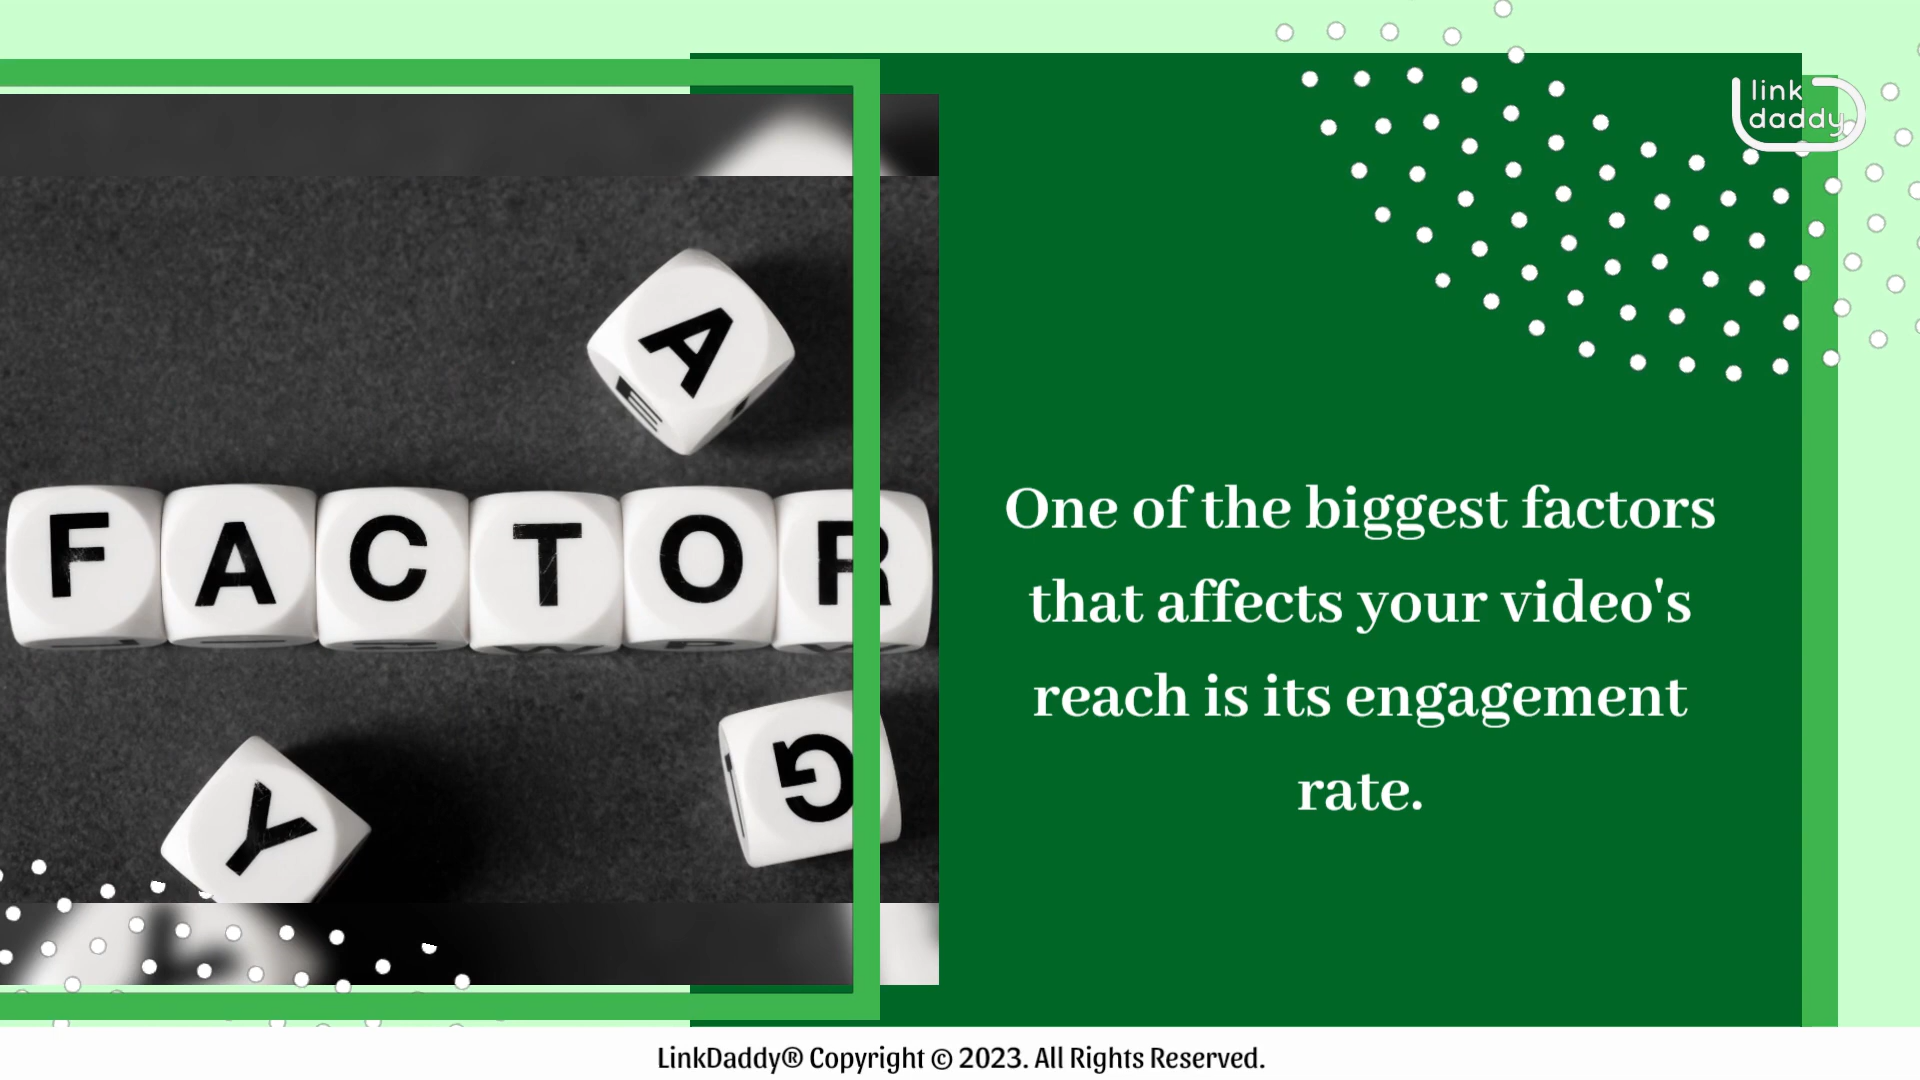 link
daddy
A
E
FACTOR
G
Y
One of the biggest factors
that affects your video's
reach is its engagement
rate.
LinkDaddy® Copyright © 2023. All Rights Reserved.